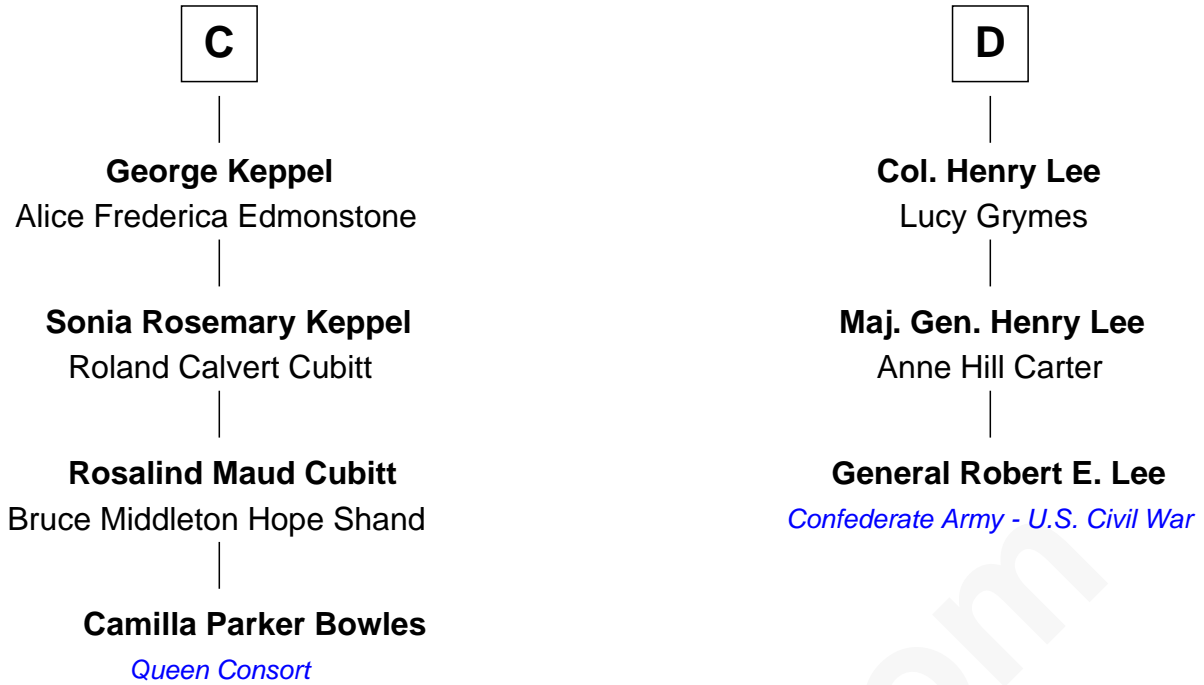 C
George Keppel
Alice Frederica Edmonstone
Sonia Rosemary Keppel
Roland Calvert Cubitt
Rosalind Maud Cubitt
Bruce Middleton Hope Shand
Camilla Parker Bowles
Queen Consort
D
Col. Henry Lee
Lucy Grymes
Maj. Gen. Henry Lee
Anne Hill Carter
General Robert E. Lee
Confederate Army - U.S. Civil War
om